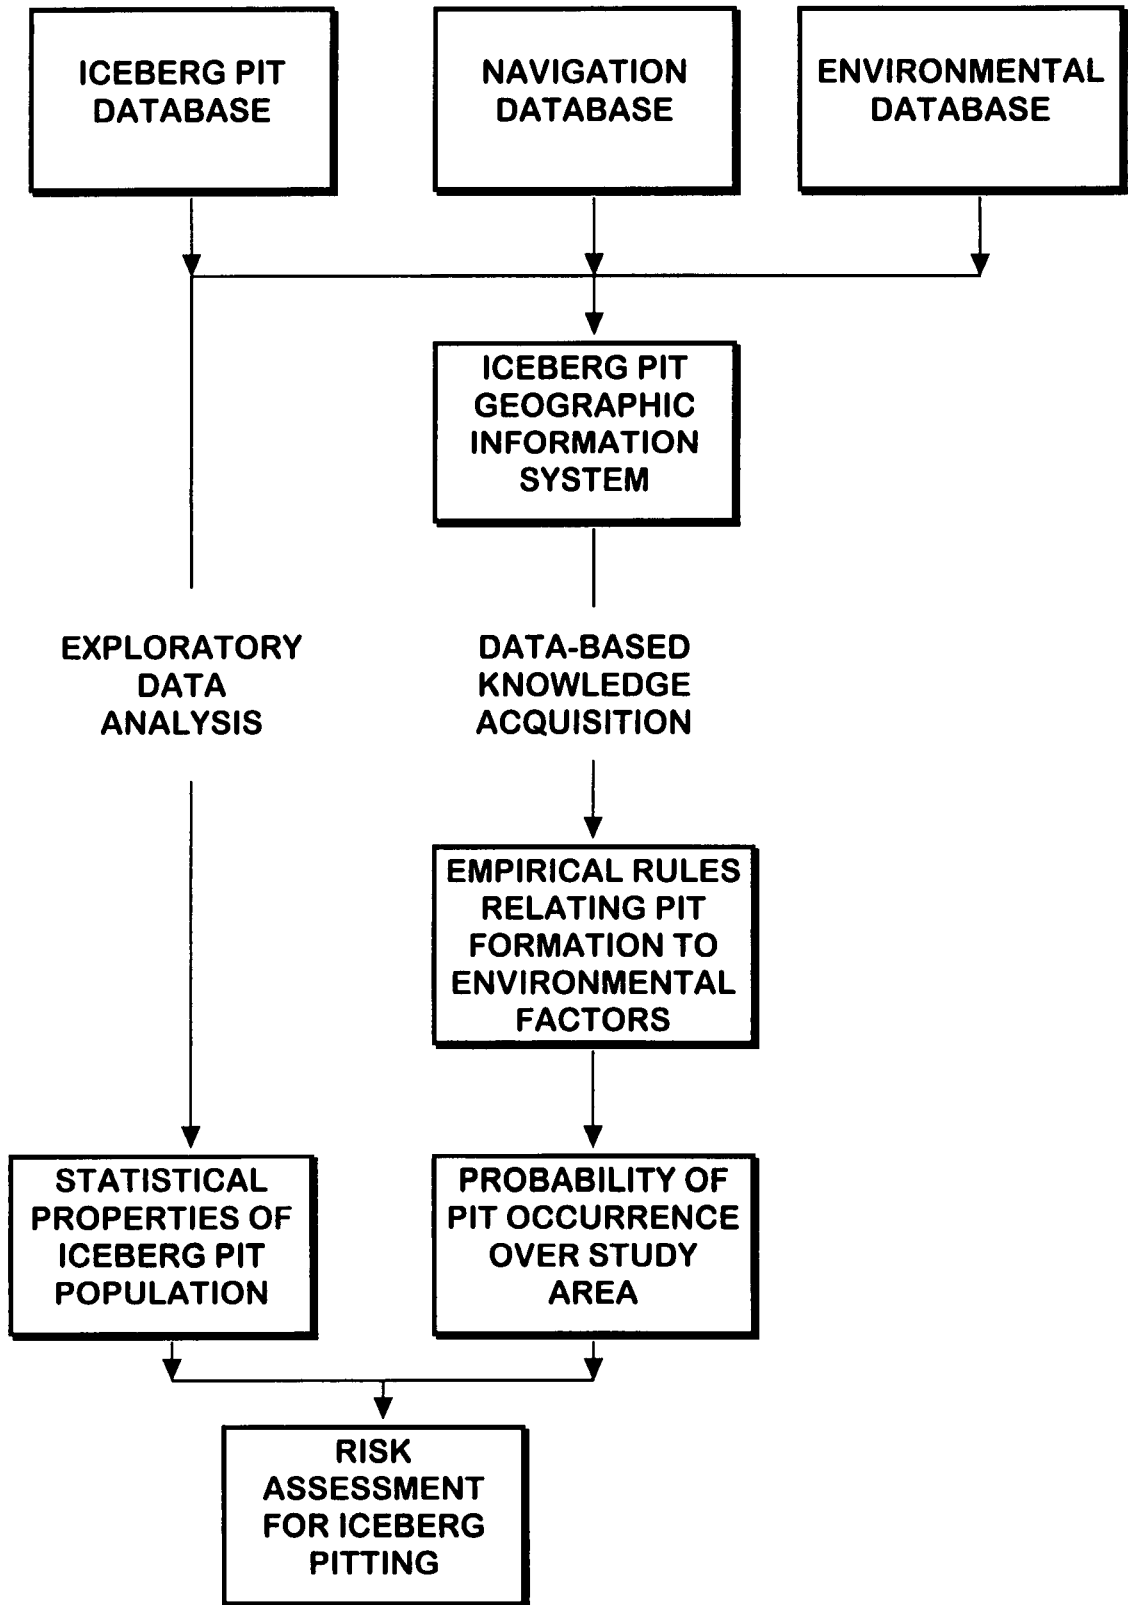 ICEBERG PIT
DATABASE
NAVIGATION
DATABASE
ENVIRONMENTAL
DATABASE
ICEBERG PIT
GEOGRAPHIC
INFORMATION
SYSTEM
EXPLORATORY
DATA
ANALYSIS
DATA-BASED
KNOWLEDGE
ACQUISITION
EMPIRICAL RULES
RELATING PIT
FORMATION TO
ENVIRONMENTAL
FACTORS
STATISTICAL
PROPERTIES OF
ICEBERG PIT
POPULATION
PROBABILITY OF
PIT OCCURRENCE
OVER STUDY
AREA
RISK
ASSESSMENT
FOR ICEBERG
PITTING